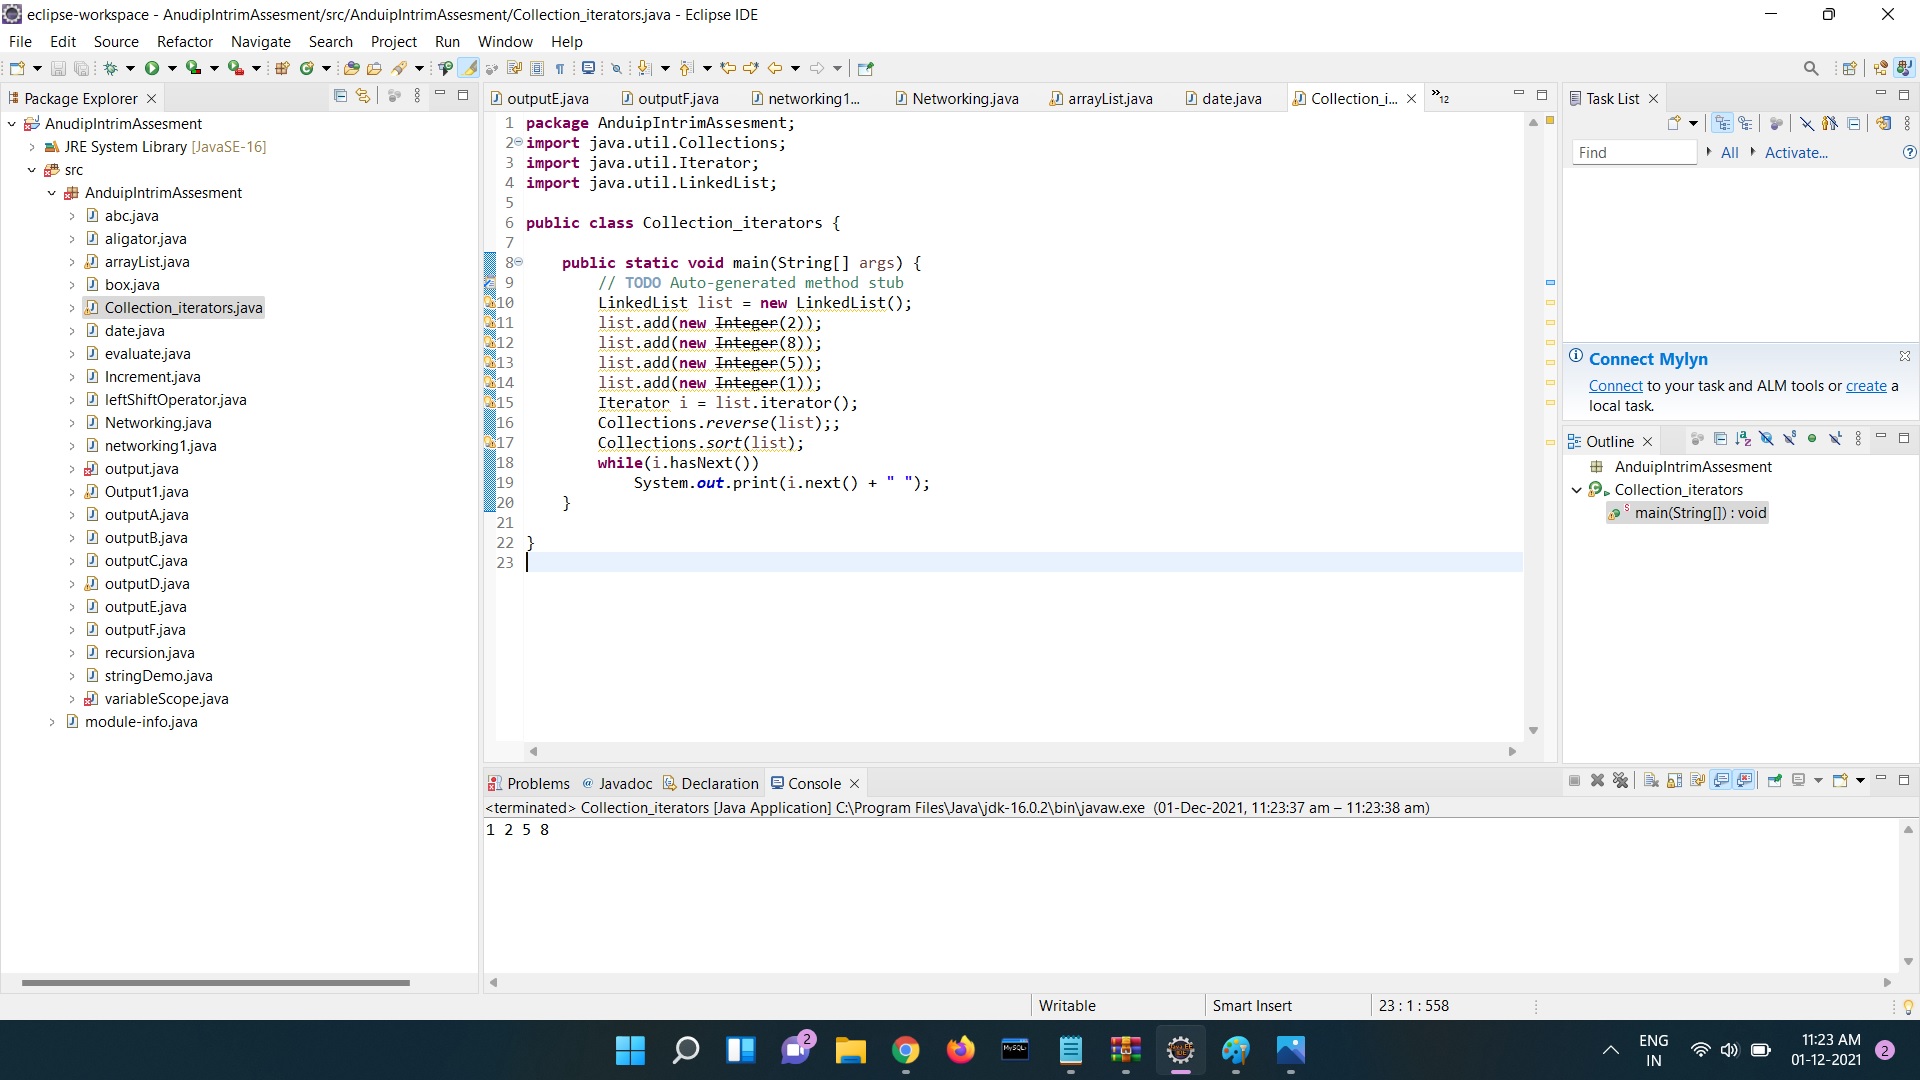 eclipse-workspace - AnudipIntrimAssesment/src/AnduipIntrimAssesment/Collection_iterators.java - Eclipse IDE
File Edit Source Refactor Navigate Search Project Run Window Help
Package Explorer
AnudipIntrimAssesment
JRE System Library [JavaSE-16]
src
AnduipIntrimAssesment
abc.java
aligator.java
arrayList.java
box.java
Collection_iterators.java
date.java
evaluate.java
Increment.java
leftShiftOperator.java
Networking.java
networking1.java
output.java
Output1.java
outputA.java
outputB.java
outputC.java
outputD.java
outputE.java
outputF.java
recursion.java
stringDemo.java
variableScope.java
module-info.java
outputE.java outputF.java networking1... Networking.java arrayList.java date.java Collection_i... »12
1 package AnduipIntrimAssesment;
2 import java.util.Collections;
3 import java.util.Iterator;
4 import java.util.LinkedList;
5
6 public class Collection_iterators {
7
8 public static void main(String[] args) {
9 // TODO Auto-generated method stub
10 LinkedList list = new LinkedList();
11 list.add(new Integer(2));
12 list.add(new Integer(8));
13 list.add(new Integer(5));
14 list.add(new Integer(1));
15 Iterator i = list.iterator();
16 Collections.reverse(list);;
17 Collections.sort(list);
18 while(i.hasNext())
19 System.out.print(i.next() + " ");
20 }
21
22 }
23
Task List
Find All Activate...
Connect Mylyn
Connect to your task and ALM tools or create a
local task.
Outline
AnduipIntrimAssesment
Collection_iterators
main(String[]) : void
Problems @ Javadoc Declaration Console
<terminated> Collection_iterators [Java Application] C:\Program Files\Java\jdk-16.0.2\bin\javaw.exe (01-Dec-2021, 11:23:37 am – 11:23:38 am)
1 2 5 8
Writable Smart Insert 23 : 1 : 558
2
MySQL
ENG
IN
11:23 AM
01-12-2021
2